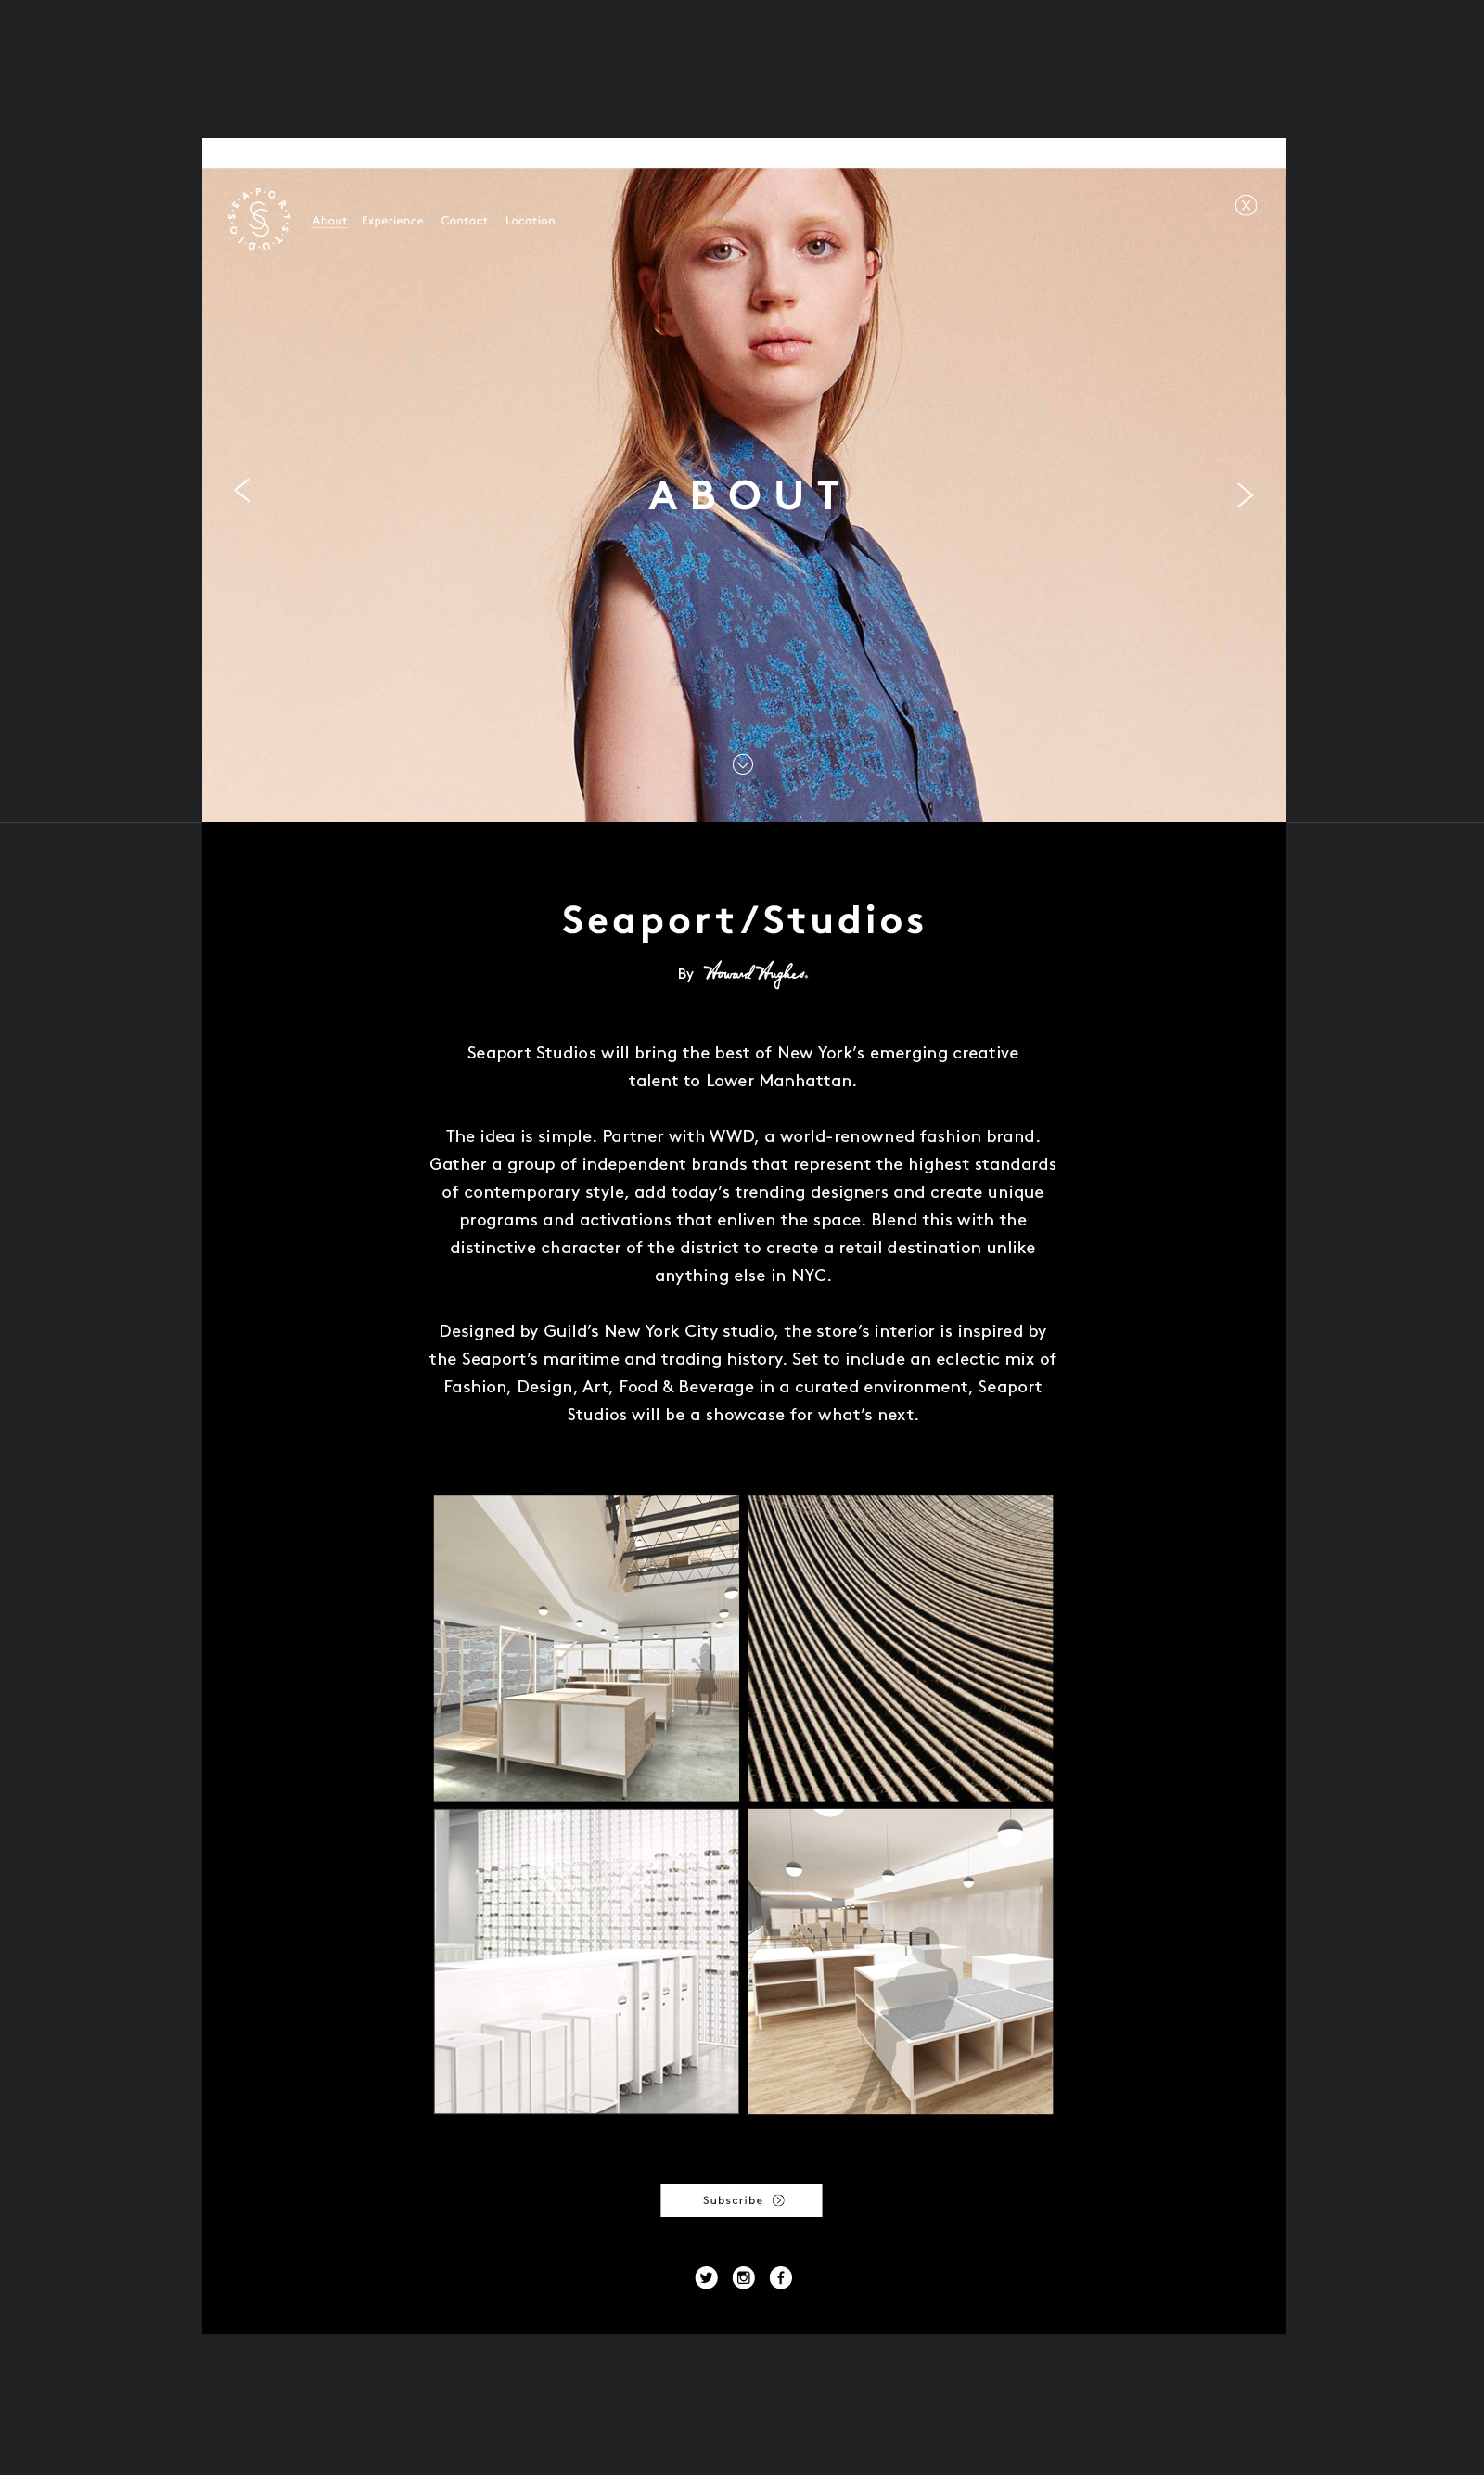 S·E·A·P·O·R·T·S·T·U·D·I·O·
SS
About Experience Contact Location
ABOUT
Seaport/Studios
By Howard Hughes.
Seaport Studios will bring the best of New York’s emerging creative
talent to Lower Manhattan.
The idea is simple. Partner with WWD, a world-renowned fashion brand.
Gather a group of independent brands that represent the highest standards
of contemporary style, add today’s trending designers and create unique
programs and activations that enliven the space. Blend this with the
distinctive character of the district to create a retail destination unlike
anything else in NYC.
Designed by Guild’s New York City studio, the store’s interior is inspired by
the Seaport’s maritime and trading history. Set to include an eclectic mix of
Fashion, Design, Art, Food & Beverage in a curated environment, Seaport
Studios will be a showcase for what’s next.
Subscribe